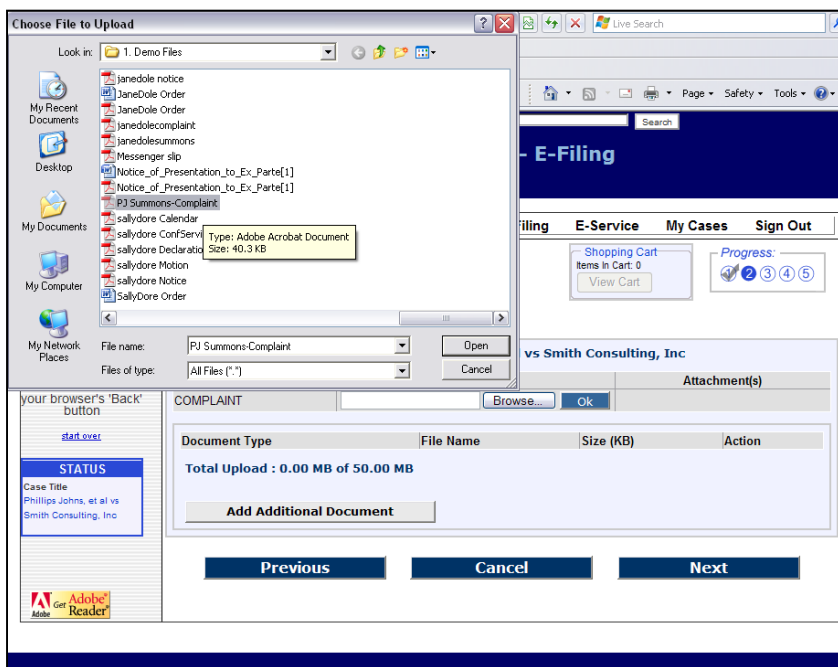 Choose File to Upload
Live Search
Look in:
1. Demo Files
My Recent Documents
Desktop
My Documents
My Computer
My Network Places
janedole notice
JaneDole Order
JaneDole Order
janedolecomplaint
janedolesummons
Messenger slip
Notice_of_Presentation_to_Ex_Parte[1]
Notice_of_Presentation_to_Ex_Parte[1]
PJ Summons-Complaint
sallydore Calendar
sallydore ConfServi
sallydore Declaratio
sallydore Motion
sallydore Notice
SallyDore Order
Type: Adobe Acrobat Document
Size: 40.3 KB
File name:
PJ Summons-Complaint
Open
Files of type:
All Files (*.*)
Cancel
Page
Safety
Tools
Search
- E-Filing
iling
E-Service
My Cases
Sign Out
Shopping Cart
Items In Cart: 0
View Cart
Progress:
1 2 3 4 5
vs Smith Consulting, Inc
Attachment(s)
your browser's 'Back'
button
start over
COMPLAINT
Browse...
Ok
Document Type
File Name
Size (KB)
Action
Total Upload : 0.00 MB of 50.00 MB
Add Additional Document
STATUS
Case Title
Phillips Johns, et al vs
Smith Consulting, Inc
Previous
Cancel
Next
Adobe
Get Adobe
Reader